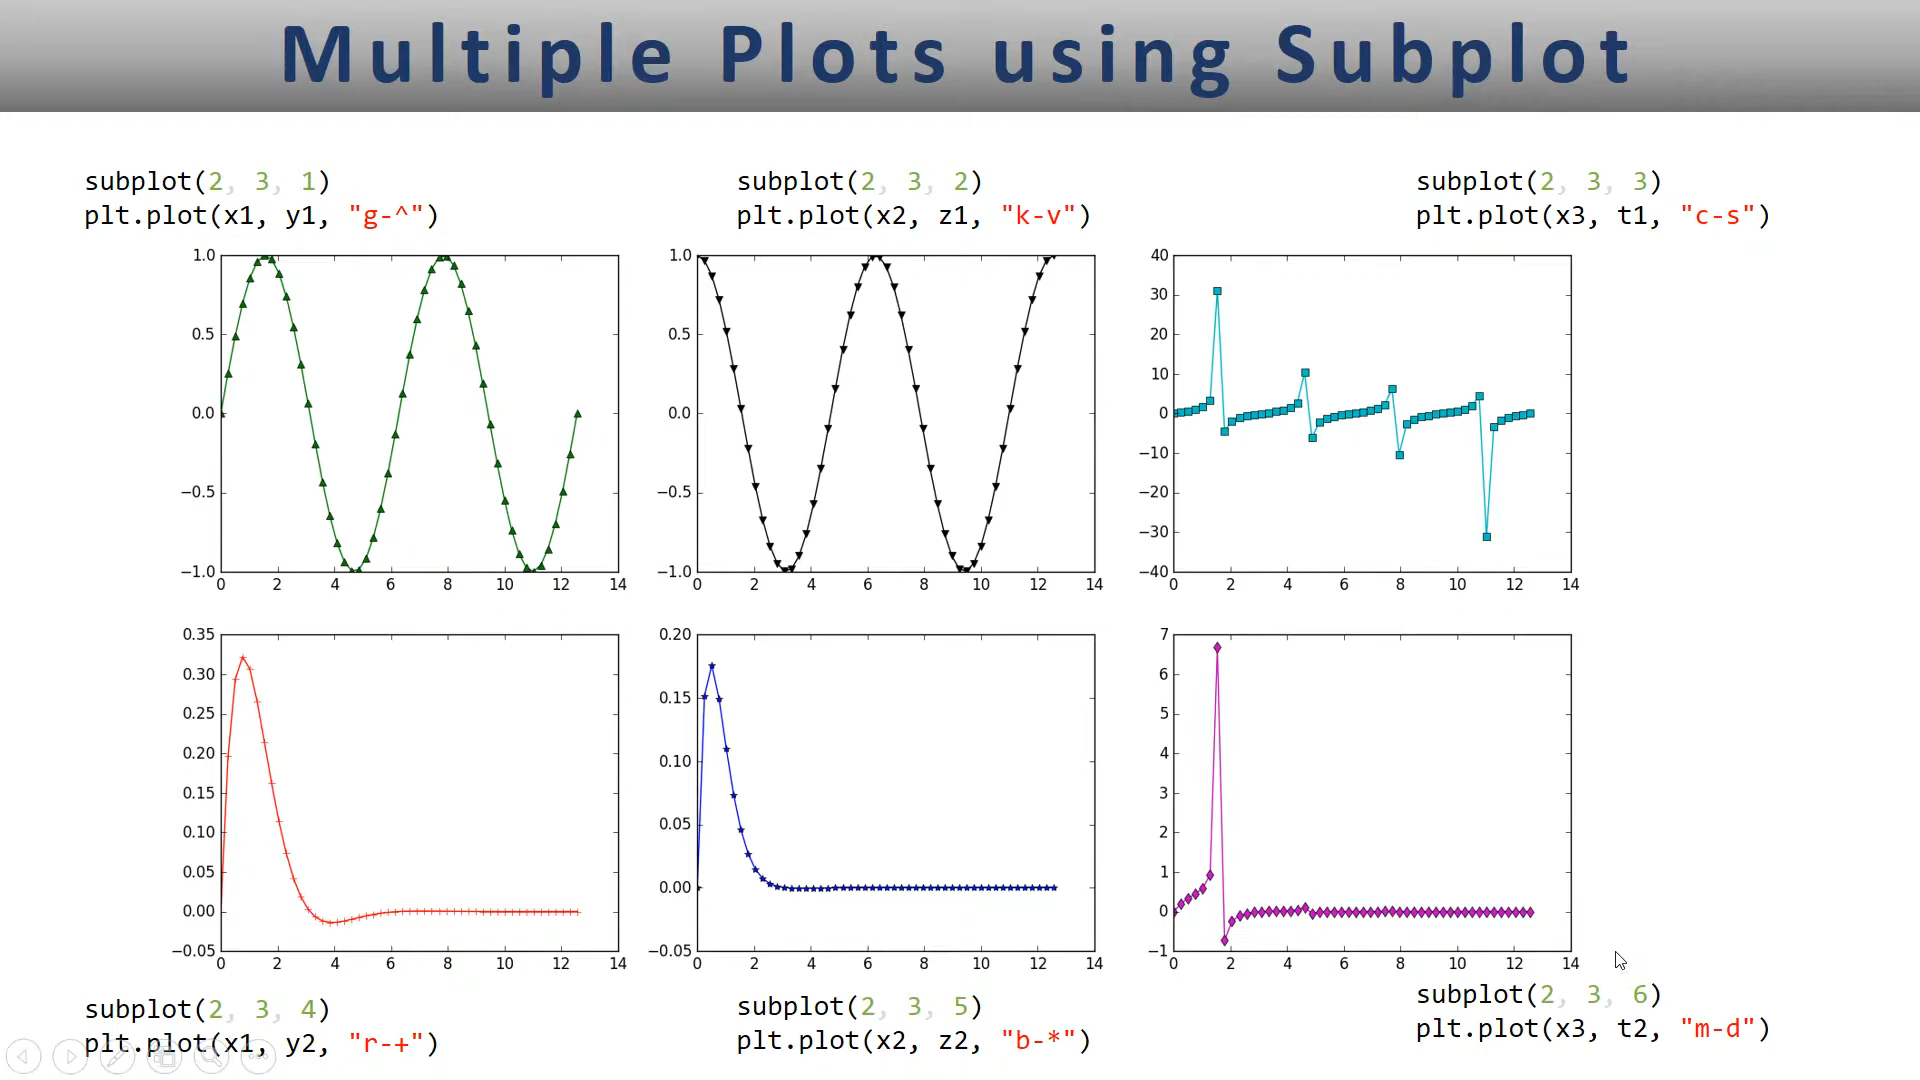 Multiple Plots using Subplot
subplot(2, 3, 1)
plt.plot(x1, y1, "g-^")
subplot(2, 3, 2)
plt.plot(x2, z1, "k-v")
subplot(2, 3, 3)
plt.plot(x3, t1, "c-s")
1.0
0.5
0.0
−0.5
−1.0
0 2 4 6 8 10 12 14
1.0
0.5
0.0
−0.5
−1.0
0 2 4 6 8 10 12 14
40
30
20
10
0
−10
−20
−30
−40
0 2 4 6 8 10 12 14
0.35
0.30
0.25
0.20
0.15
0.10
0.05
0.00
−0.05
0 2 4 6 8 10 12 14
0.20
0.15
0.10
0.05
0.00
−0.05
0 2 4 6 8 10 12 14
7
6
5
4
3
2
1
0
−1
0 2 4 6 8 10 12 14
subplot(2, 3, 4)
plt.plot(x1, y2, "r-+")
subplot(2, 3, 5)
plt.plot(x2, z2, "b-*")
subplot(2, 3, 6)
plt.plot(x3, t2, "m-d")